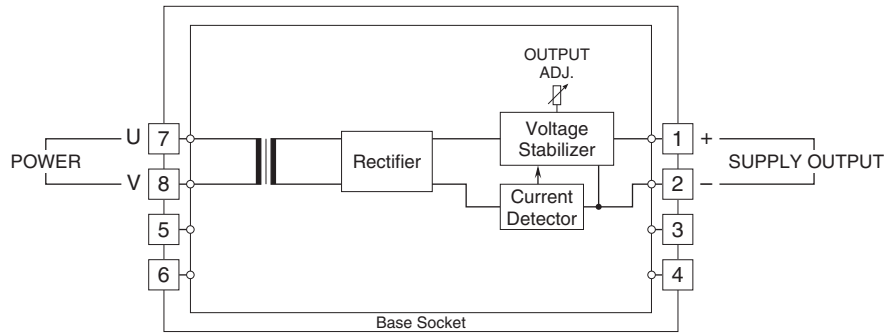 OUTPUT
ADJ.
U 7
Voltage
Stabilizer
1 +
POWER
Rectifier
SUPPLY OUTPUT
V 8
Current
Detector
2 –
5
3
6
4
Base Socket